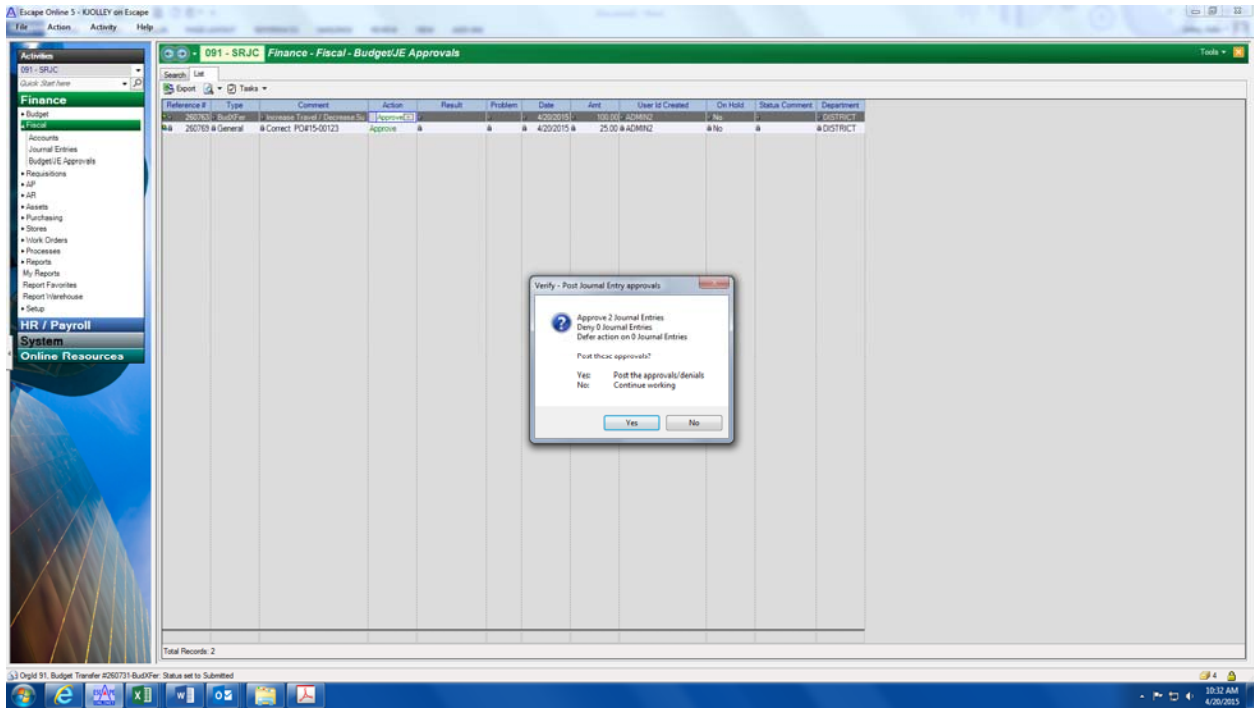 Escape Online 5 - KJOLLEY on Escape
File Action Activity Help
Activities
091 - SRJC
Quick Start here
Finance
Budget
Fiscal
Accounts
Journal Entries
Budget/JE Approvals
Requisitions
AP
AR
Assets
Purchasing
Stores
Work Orders
Processes
Reports
My Reports
Report Favorites
Report Warehouse
Setup
HR / Payroll
System
Online Resources
091 - SRJC Finance - Fiscal - Budget/JE Approvals
Tools
Search List
Export Tasks
Reference # Type Comment Action Result Problem Date Amt User Id Created On Hold Status Comment Department
260763 BudXFer Increase Travel / Decrease Su Approve 4/20/2015 100.00 ADMIN2 No DISTRICT
260769 General Correct PO#15-00123 Approve 4/20/2015 25.00 ADMIN2 No DISTRICT
Verify - Post Journal Entry approvals
Approve 2 Journal Entries
Deny 0 Journal Entries
Defer action on 0 Journal Entries
Post these approvals?
Yes: Post the approvals/denials
No: Continue working
Yes No
Total Records: 2
OrgId 91, Budget Transfer #260731-BudXFer: Status set to Submitted
4
10:32 AM
4/20/2015